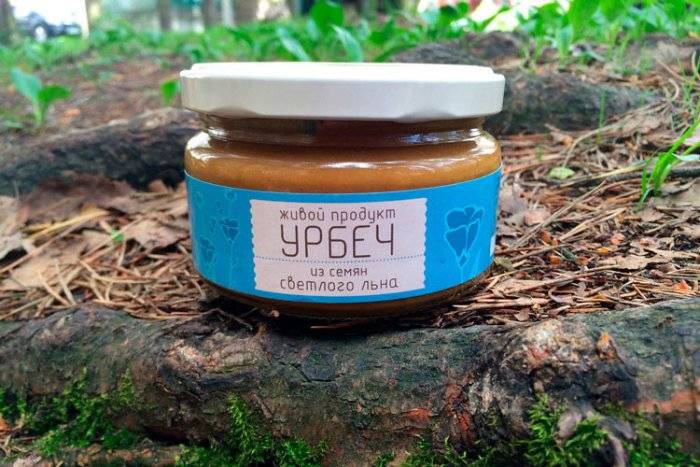 живой продукт
УРБЕЧ
из семян
светлого льна